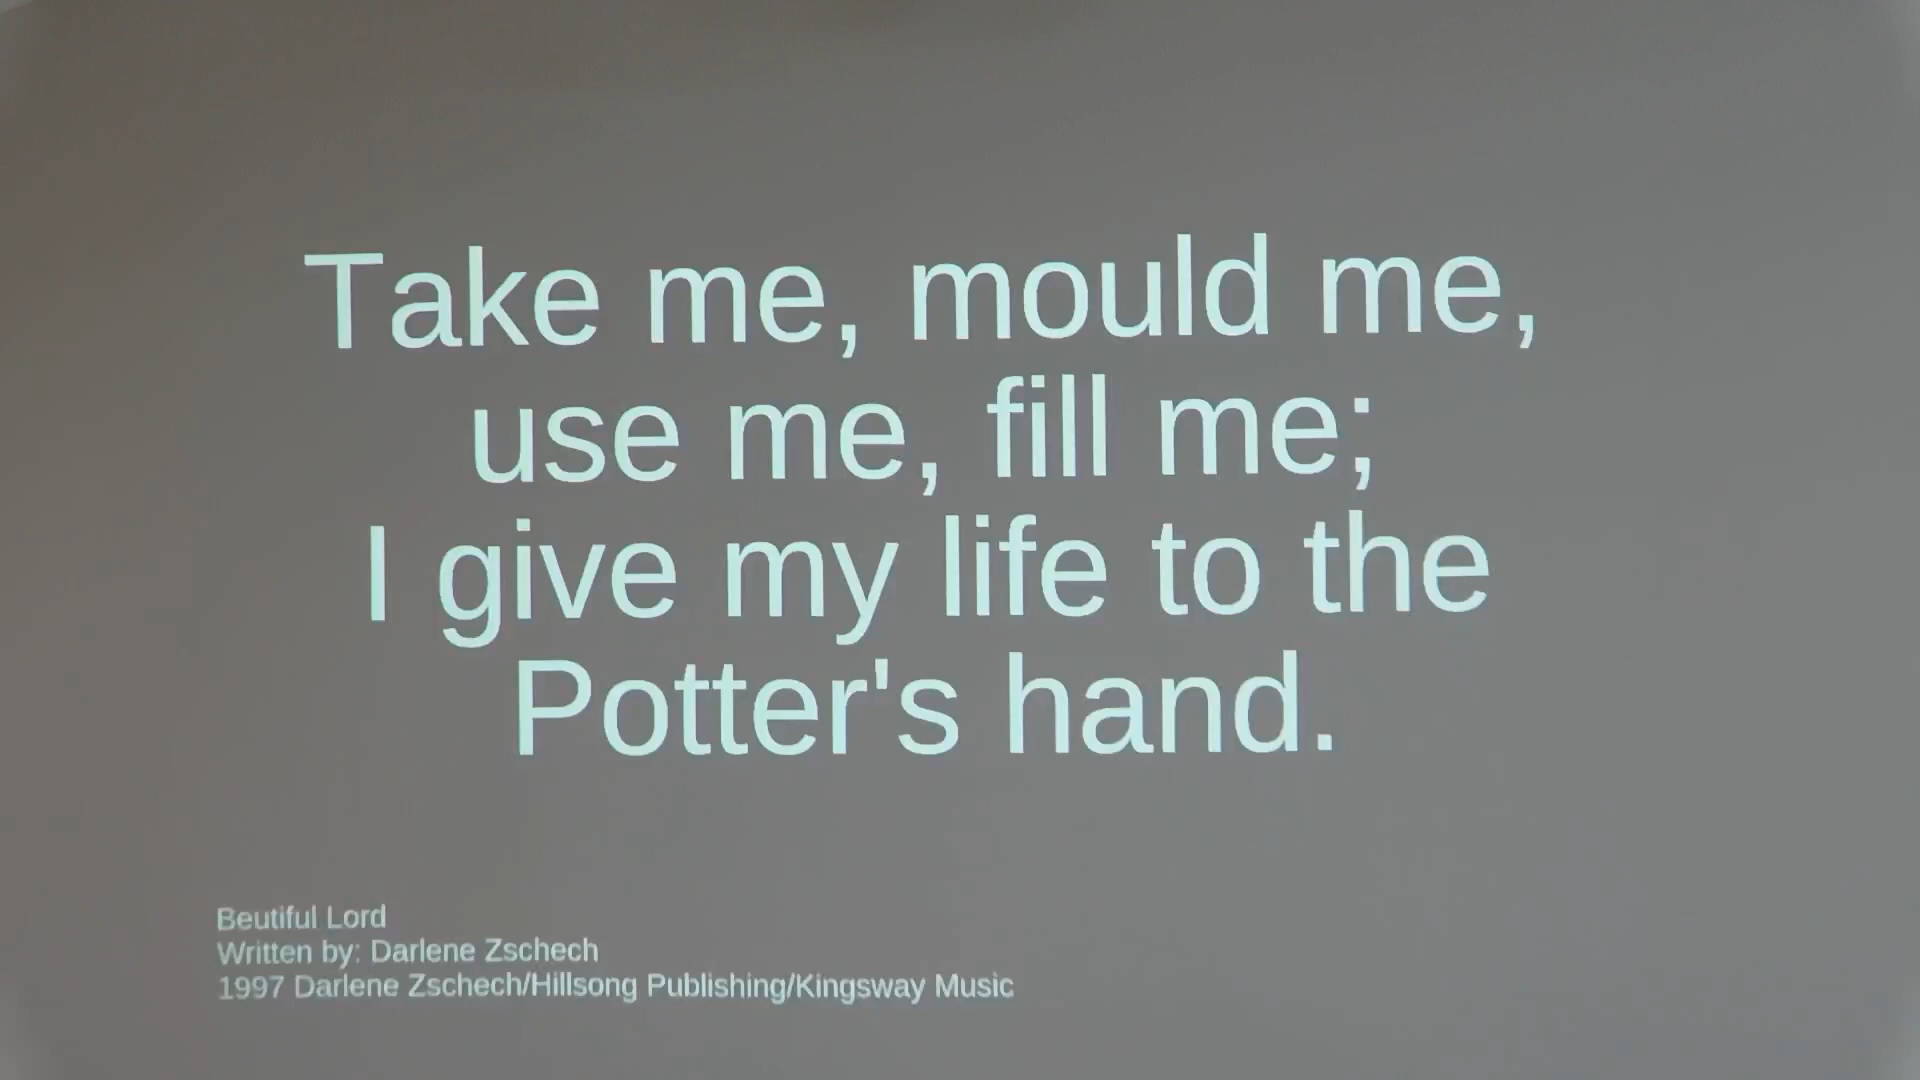 Take me, mould me,
use me, fill me;
I give my life to the
Potter's hand.
Beutiful Lord
Written by: Darlene Zschech
1997 Darlene Zschech/Hillsong Publishing/Kingsway Music